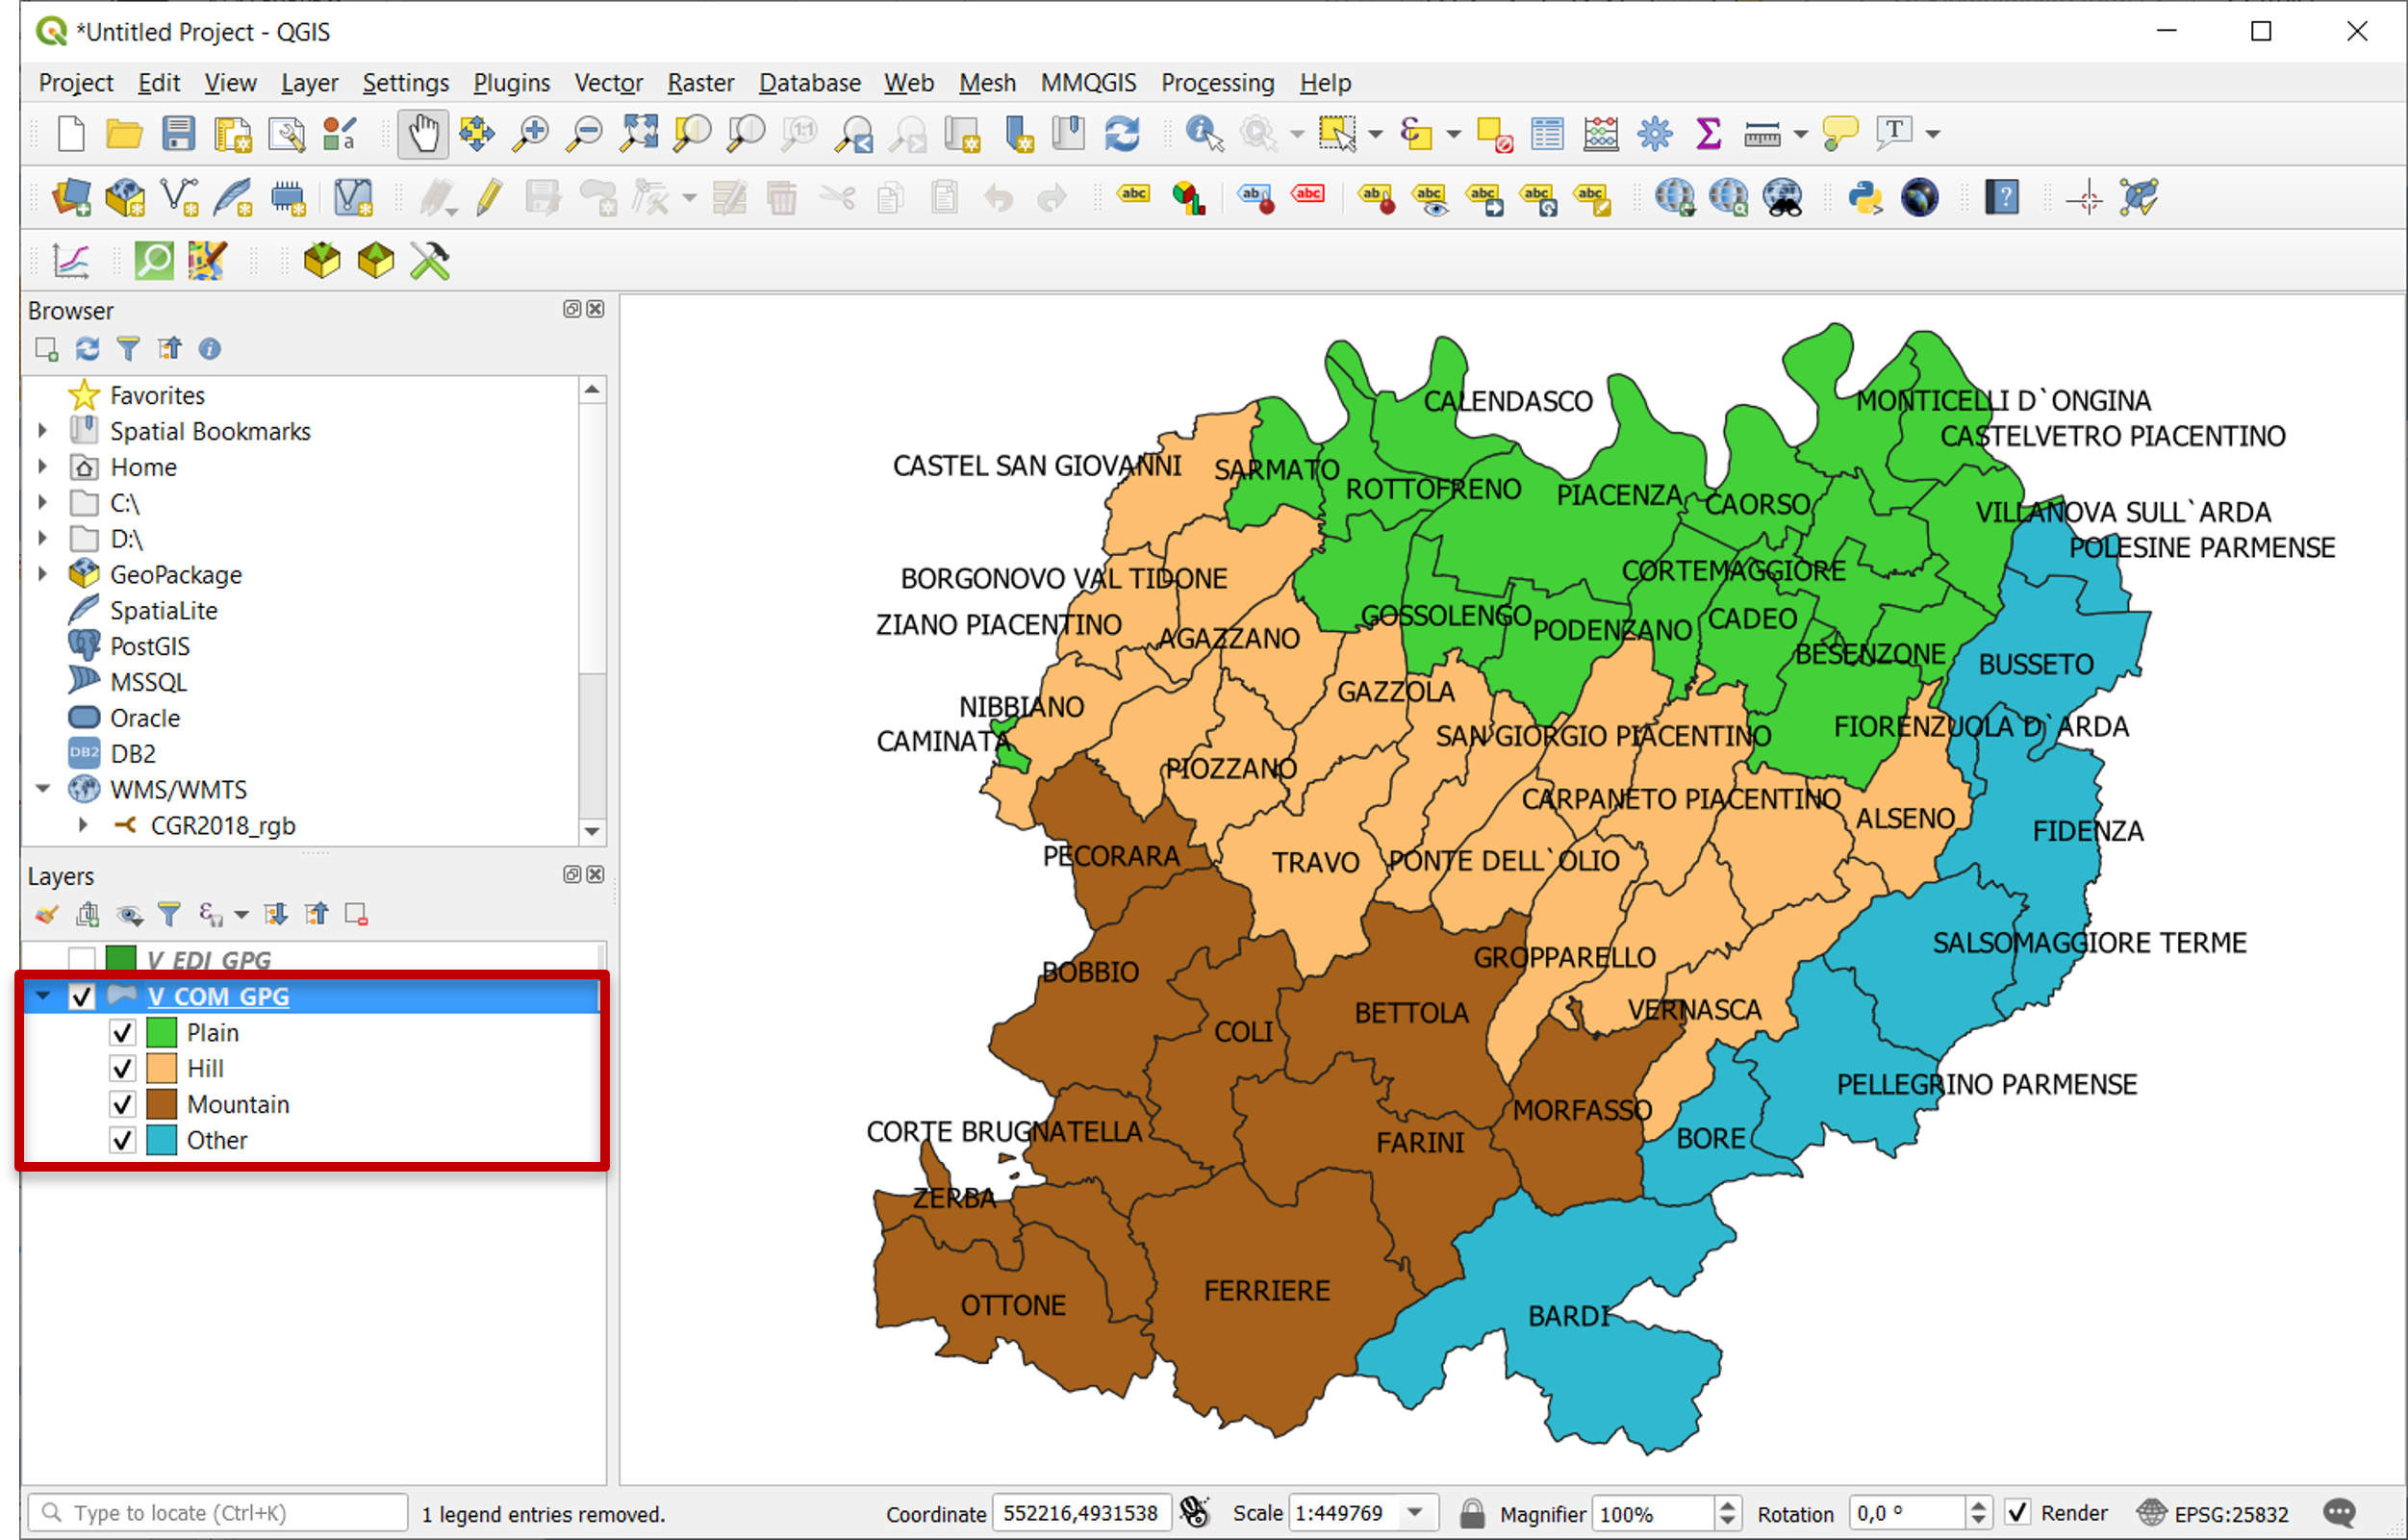 *Untitled Project - QGIS
Project Edit View Layer Settings Plugins Vector Raster Database Web Mesh MMQGIS Processing Help
Browser
Favorites
Spatial Bookmarks
Home
C:\
D:\
GeoPackage
SpatiaLite
PostGIS
MSSQL
Oracle
DB2
WMS/WMTS
CGR2018_rgb
Layers
V_EDI_GPG
V_COM_GPG
Plain
Hill
Mountain
Other
CALENDASCO
MONTICELLI D`ONGINA
CASTELVETRO PIACENTINO
CASTEL SAN GIOVANNI
SARMATO
ROTTOFRENO
PIACENZA
CAORSO
VILLANOVA SULL`ARDA
POLESINE PARMENSE
BORGONOVO VAL TIDONE
CORTEMAGGIORE
ZIANO PIACENTINO
AGAZZANO
GOSSOLENGO
PODENZANO
CADEO
BESENZONE
BUSSETO
NIBBIANO
GAZZOLA
CAMINATA
SAN GIORGIO PIACENTINO
FIORENZUOLA D`ARDA
PIOZZANO
CARPANETO PIACENTINO
ALSENO
FIDENZA
PECORARA
TRAVO
PONTE DELL`OLIO
SALSOMAGGIORE TERME
BOBBIO
GROPPARELLO
COLI
BETTOLA
VERNASCA
PELLEGRINO PARMENSE
CORTE BRUGNATELLA
FARINI
MORFASSO
BORE
ZERBA
OTTONE
FERRIERE
BARDI
Type to locate (Ctrl+K) 1 legend entries removed. Coordinate 552216,4931538 Scale 1:449769 Magnifier 100% Rotation 0,0 ° Render EPSG:25832